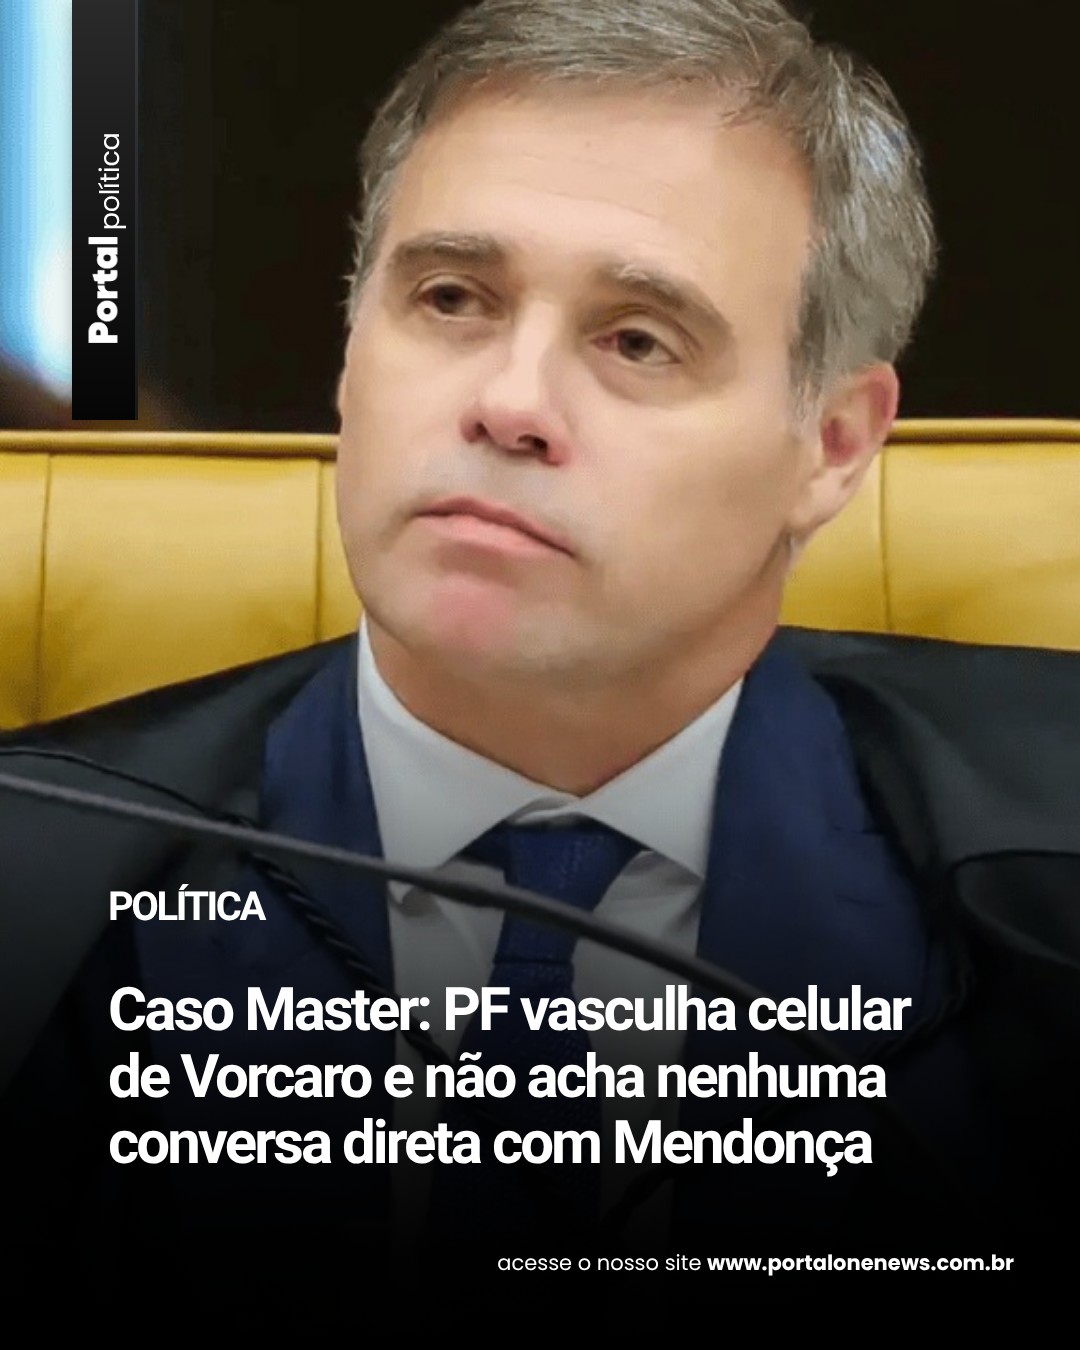 Portal política
POLÍTICA
Caso Master: PF vasculha celular
de Vorcaro e não acha nenhuma
conversa direta com Mendonça
acesse o nosso site www.portalonenews.com.br